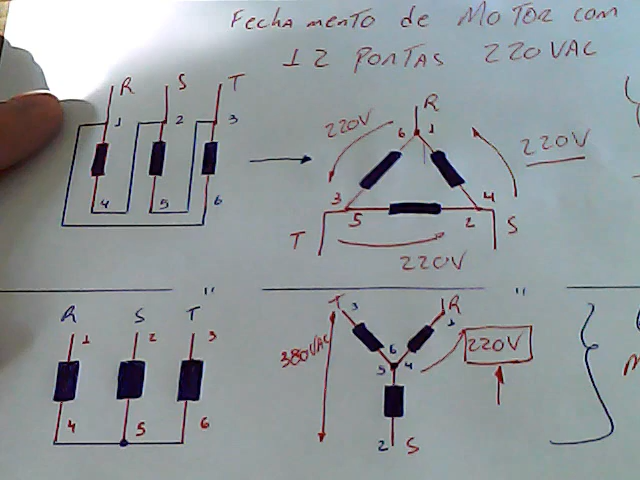 Fechamento de MOTOR com
12 PONTAS 220VAC
R S T
1 2 3
4 5 6
R
6 1
220V
220V
3 4
5 2
T S
220V
" "
R S T
1 2 3
4 5 6
T 3 R 1
380VAC
6
5 4
220V
2 S